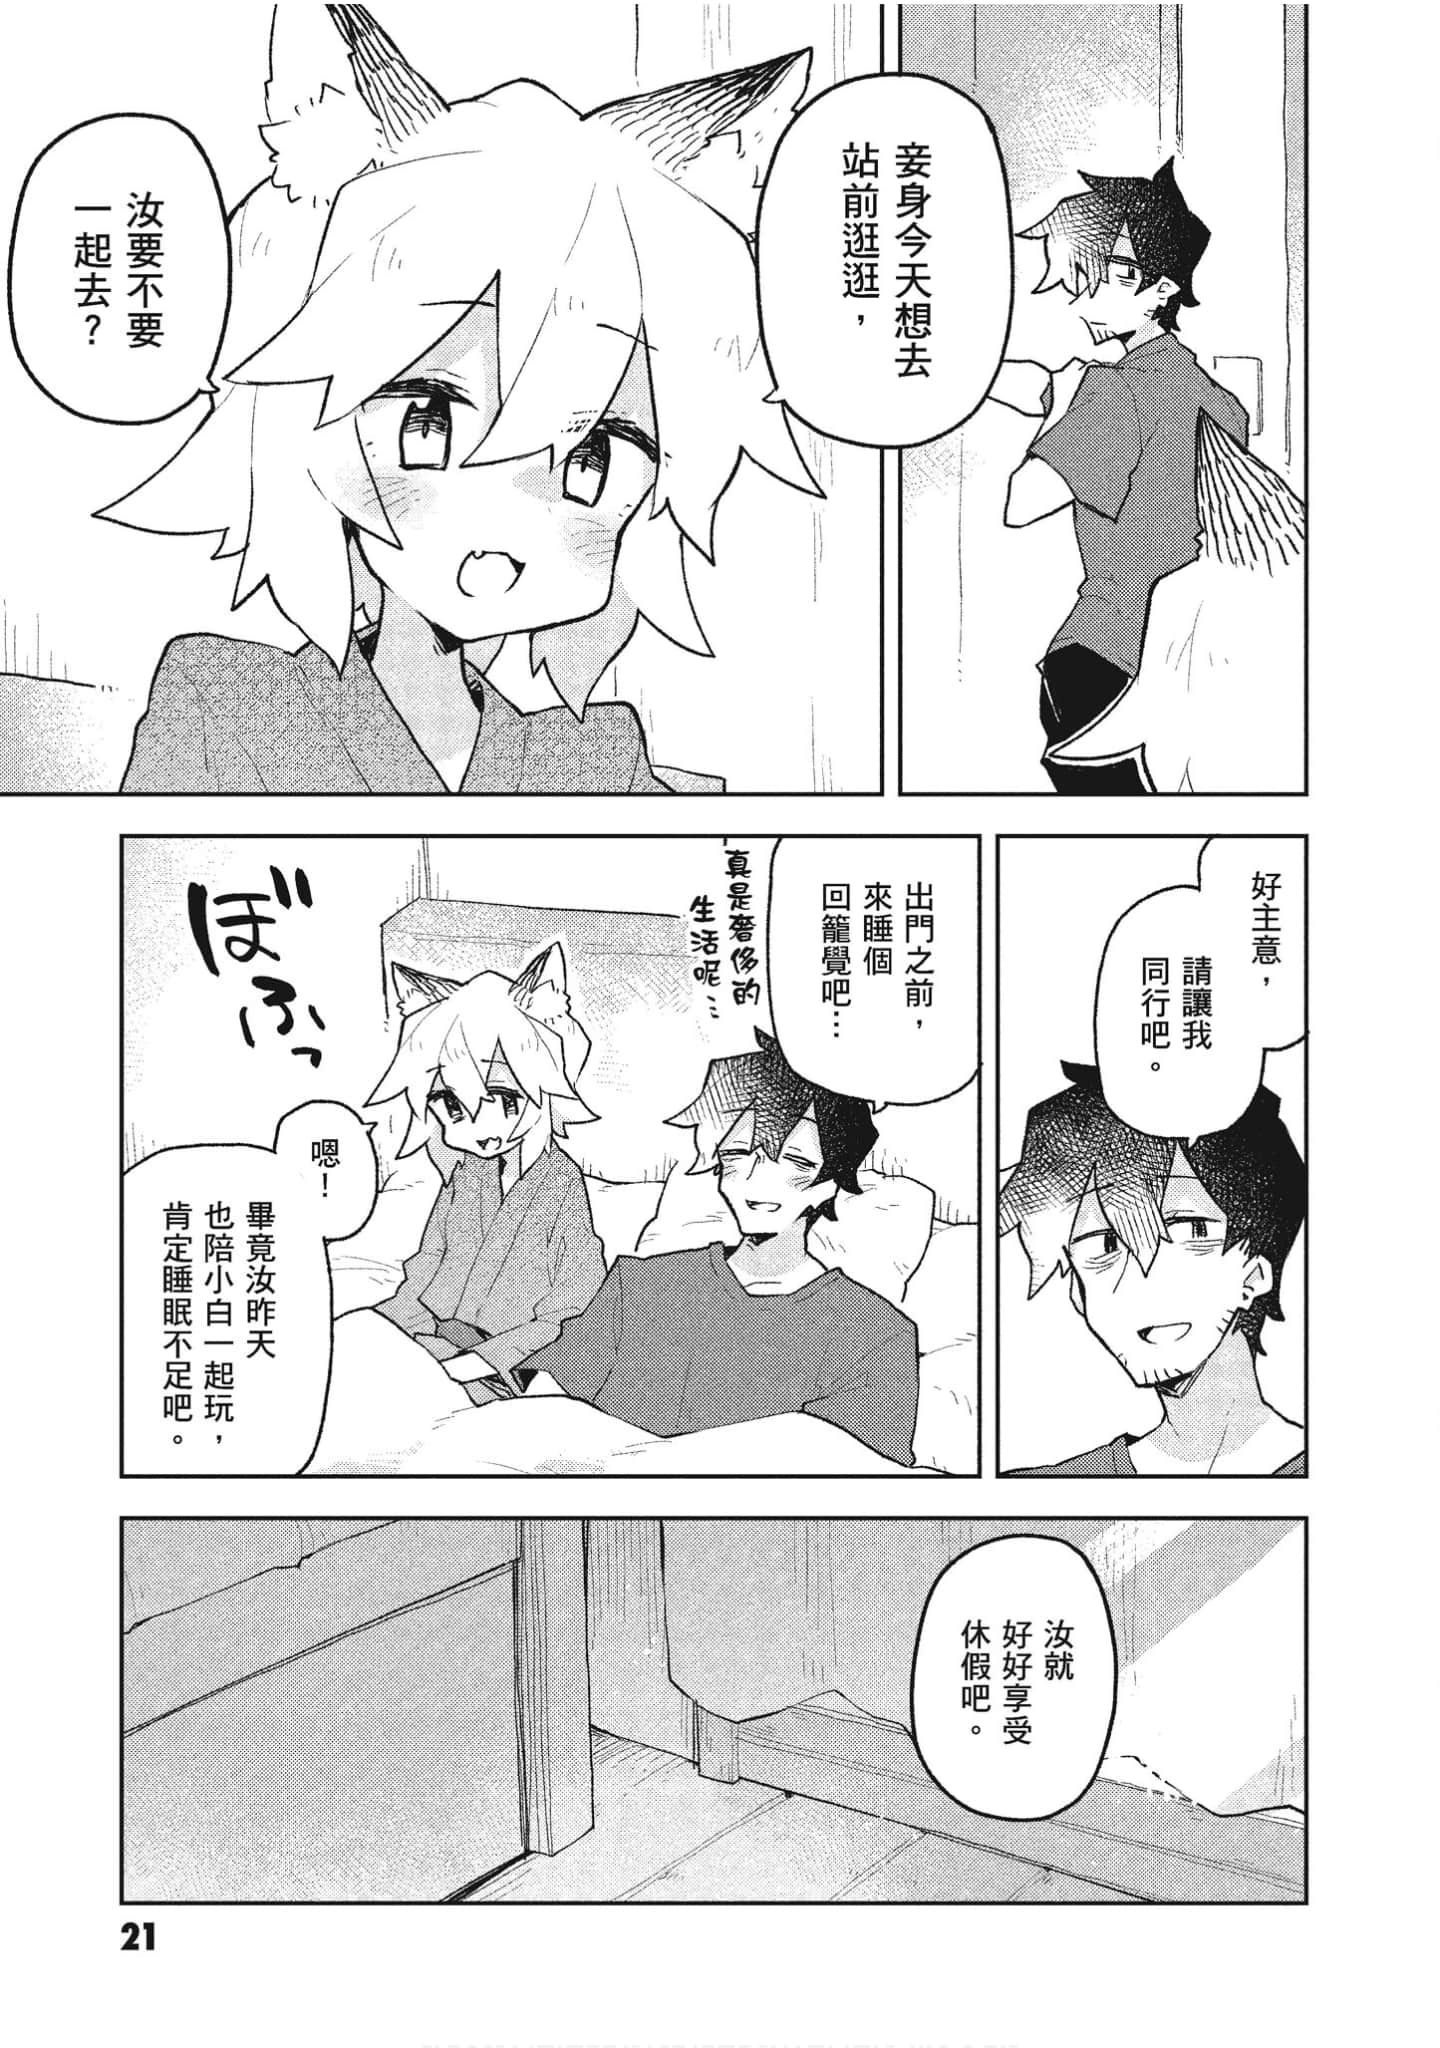 妾身今天想去
站前逛逛，
汝要不要
一起去？
好主意，
請讓我
同行吧。
出門之前，
來睡個
回籠覺吧…
真是奢侈的
生活呢…
ぼふっ
嗯！
畢竟汝昨天
也陪小白一起玩，
肯定睡眠不足吧。
汝就
好好享受
休假吧。
21